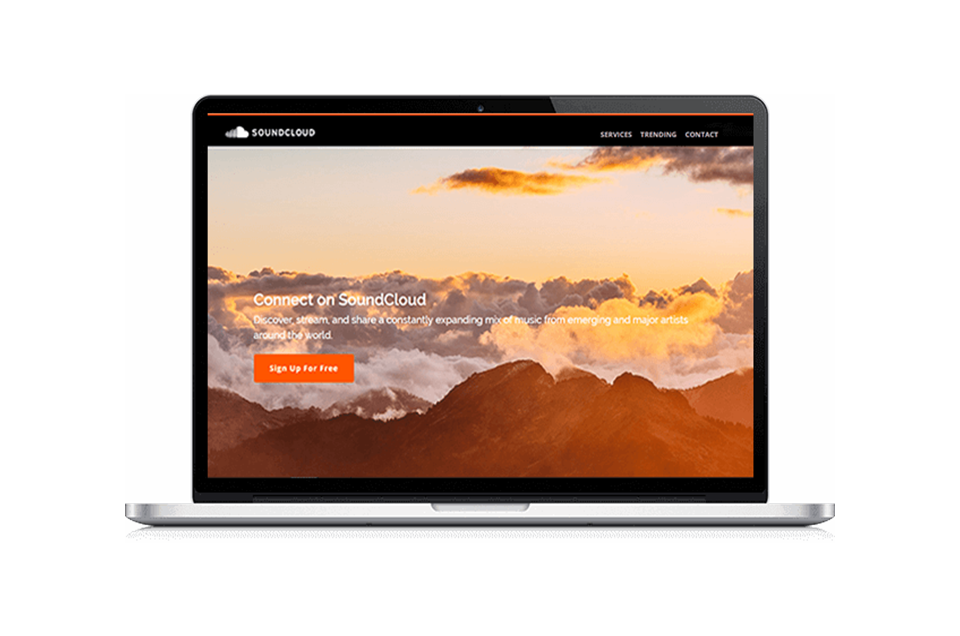 SOUNDCLOUD
SERVICES TRENDING CONTACT
Connect on SoundCloud
Discover, stream, and share a constantly expanding mix of music from emerging and major artists
around the world.
Sign Up For Free